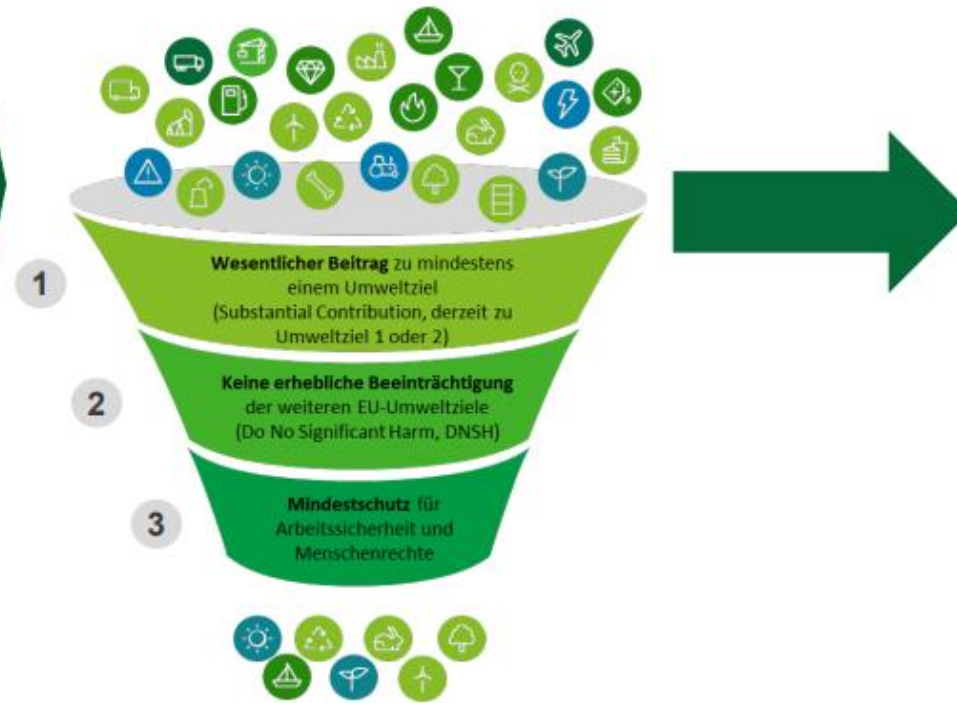 1
Wesentlicher Beitrag zu mindestens
einem Umweltziel
(Substantial Contribution, derzeit zu
Umweltziel 1 oder 2)
2
Keine erhebliche Beeinträchtigung
der weiteren EU-Umweltziele
(Do No Significant Harm, DNSH)
3
Mindestschutz für
Arbeitssicherheit und
Menschenrechte